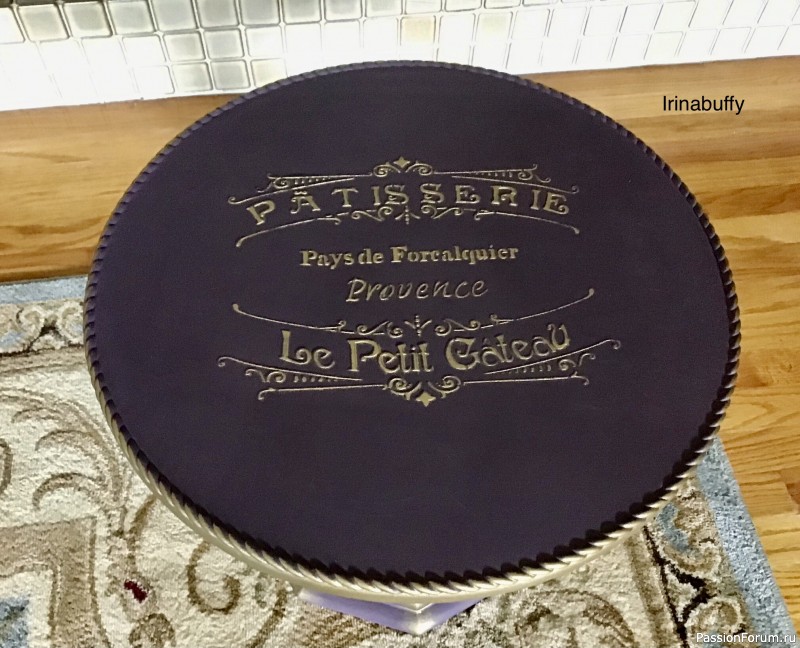 Irinabuffy
PÂTISSERIE
Pays de Forcalquier
Provence
Le Petit Gâteau
PassionForum.ru